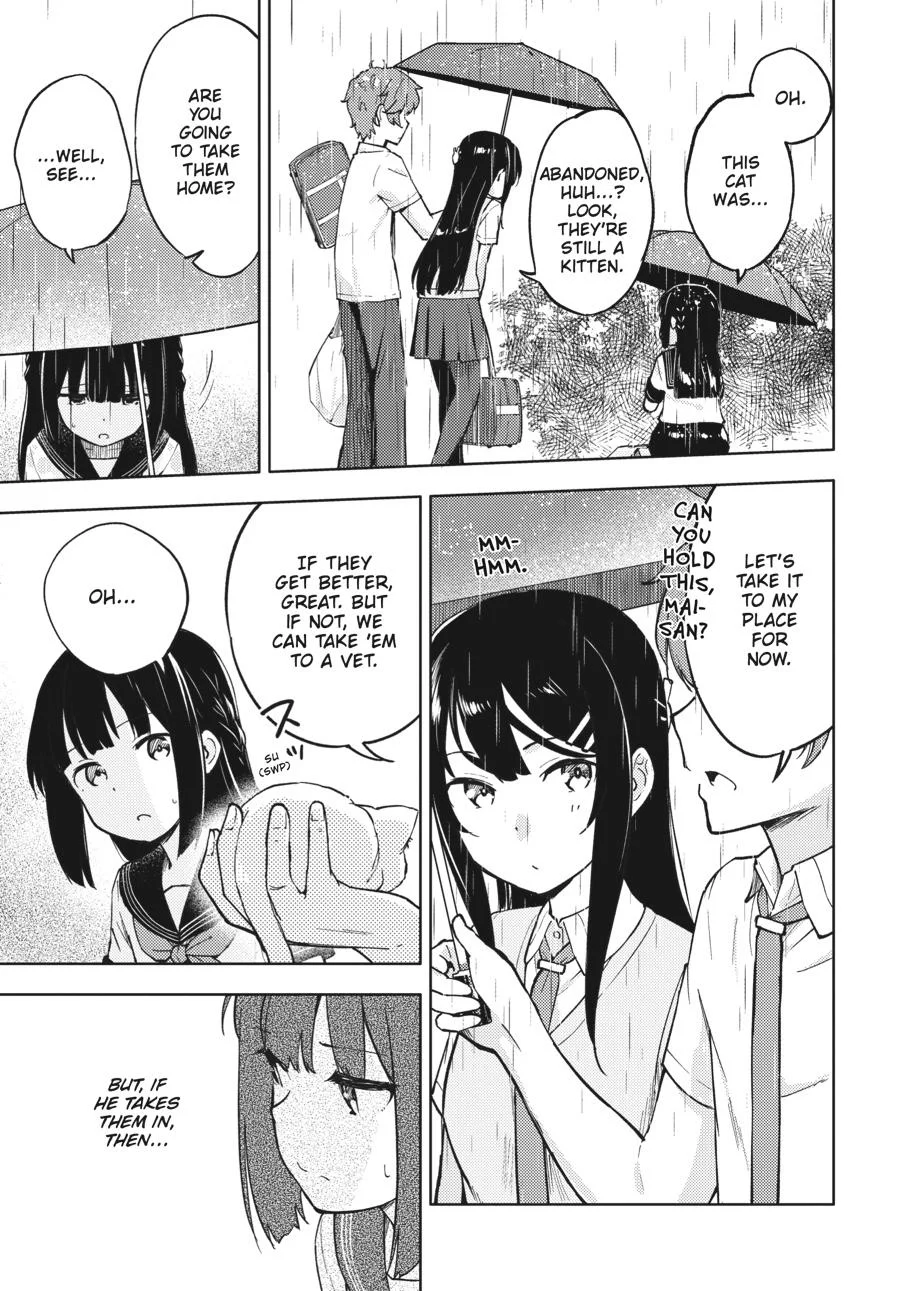 OH.
THIS
CAT
WAS...
ABANDONED,
HUH...?
LOOK,
THEY'RE
STILL A
KITTEN.
ARE
YOU
GOING
TO TAKE
THEM
HOME?
...WELL,
SEE...
LET'S
TAKE IT
TO MY
PLACE
FOR
NOW.
CAN
YOU
HOLD
THIS,
MAI-
SAN?
MM-
HMM.
IF THEY
GET BETTER,
GREAT. BUT
IF NOT, WE
CAN TAKE 'EM
TO A VET.
スッ
SU
(SWP)
OH...
BUT, IF
HE TAKES
THEM IN,
THEN...